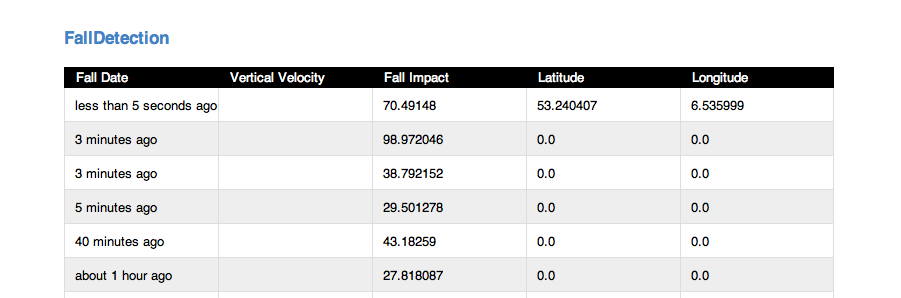 FallDetection
Fall Date Vertical Velocity Fall Impact Latitude Longitude
less than 5 seconds ago 70.49148 53.240407 6.535999
3 minutes ago 98.972046 0.0 0.0
3 minutes ago 38.792152 0.0 0.0
5 minutes ago 29.501278 0.0 0.0
40 minutes ago 43.18259 0.0 0.0
about 1 hour ago 27.818087 0.0 0.0